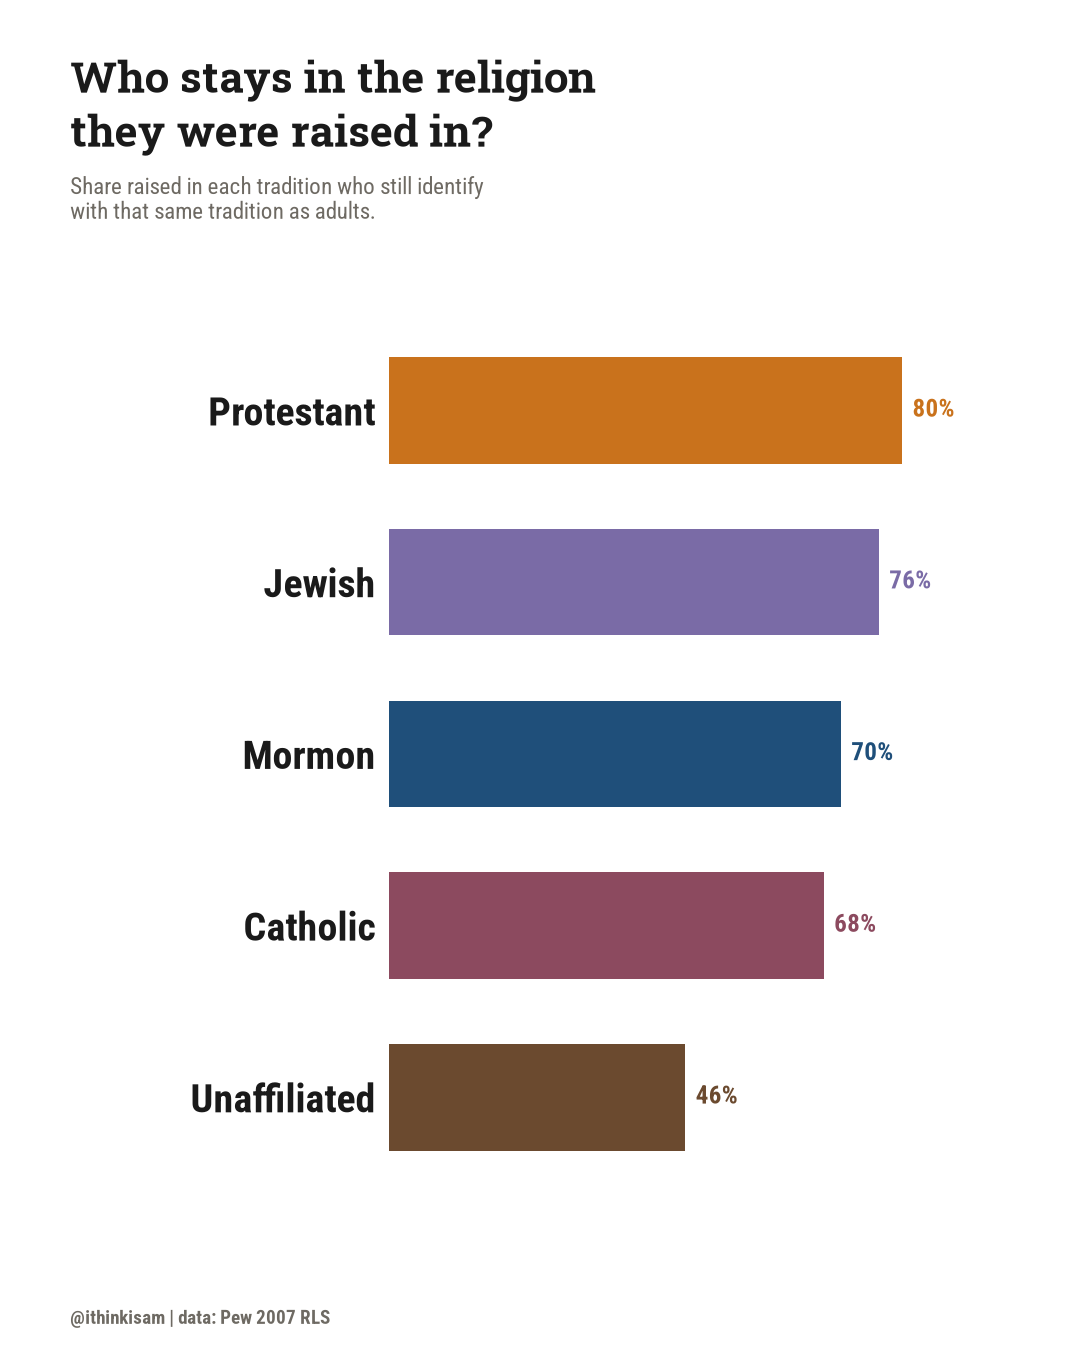 Who stays in the religion
they were raised in?
Share raised in each tradition who still identify
with that same tradition as adults.
Protestant 80%
Jewish 76%
Mormon 70%
Catholic 68%
Unaffiliated 46%
@ithinkisam | data: Pew 2007 RLS